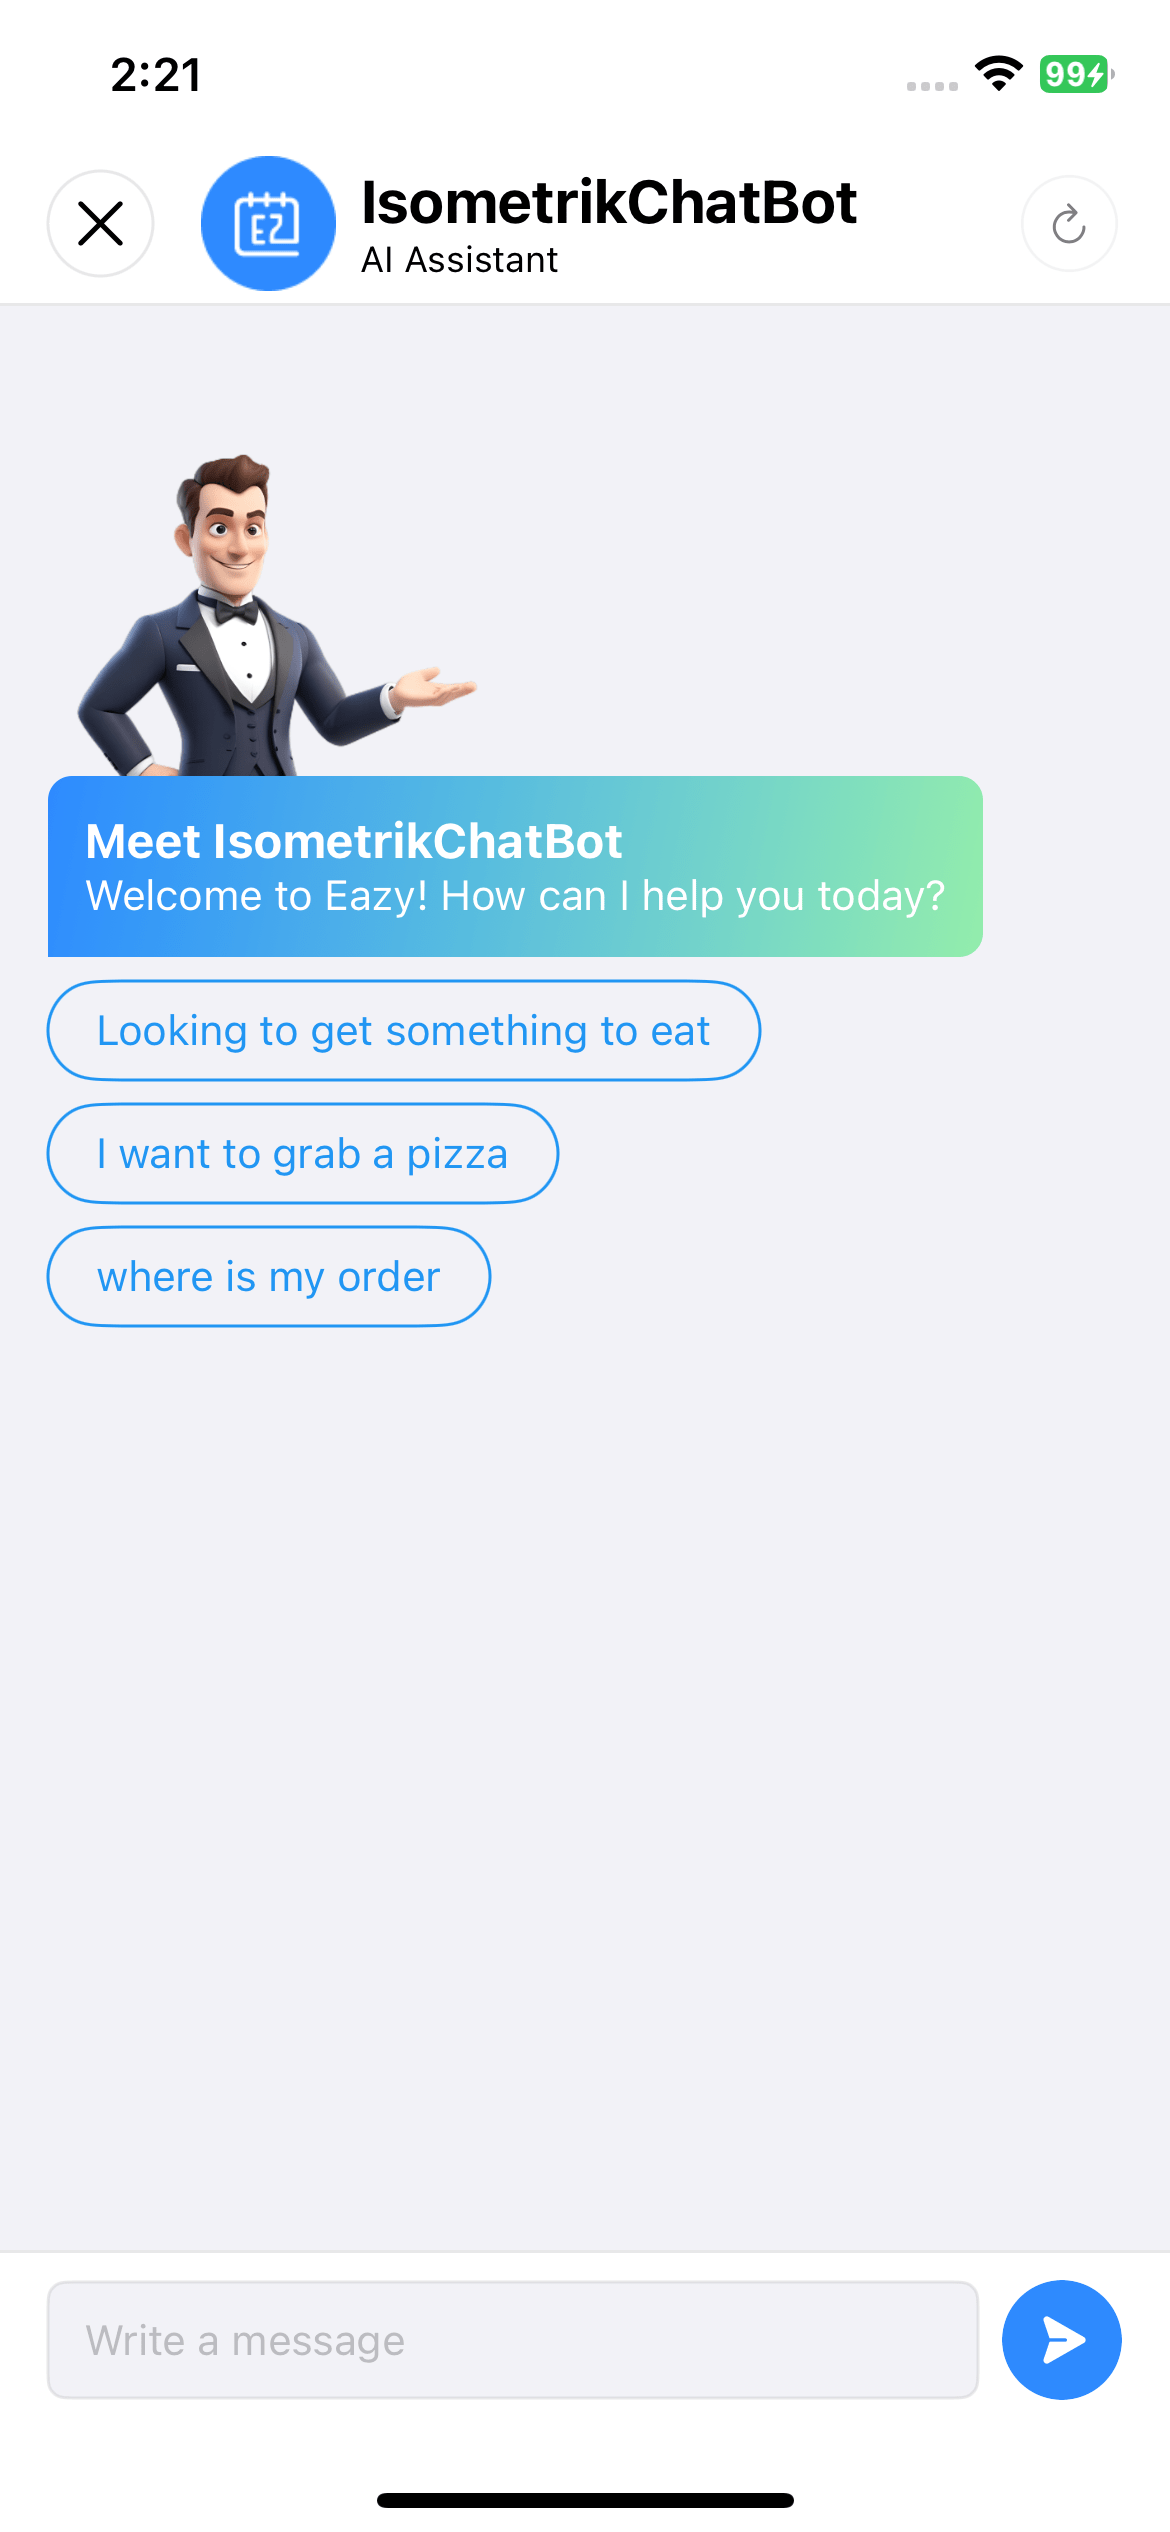 2:21
99
EZ
IsometrikChatBot
AI Assistant
Meet IsometrikChatBot
Welcome to Eazy! How can I help you today?
Looking to get something to eat
I want to grab a pizza
where is my order
Write a message